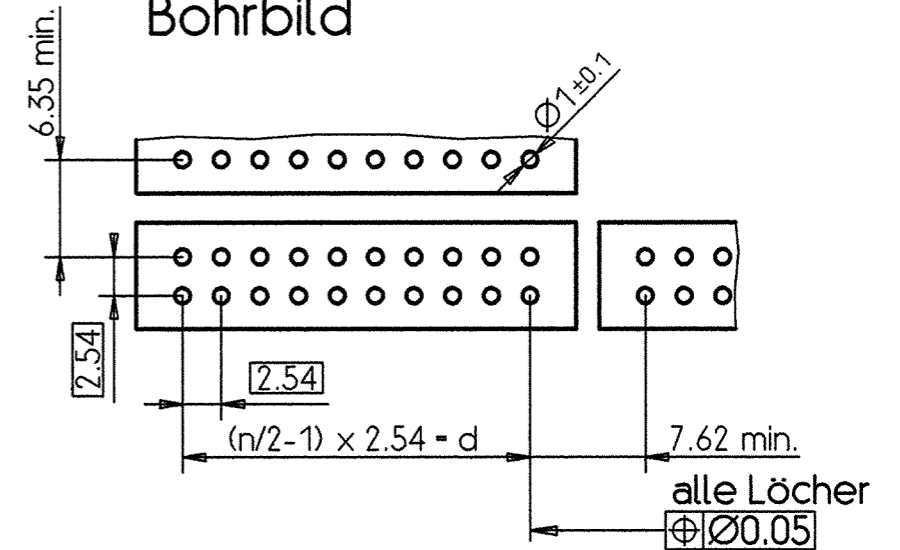 Bohrbild
6.35 min.
Ø1±0.1
2.54
2.54
(n/2-1) x 2.54 = d
7.62 min.
alle Löcher
⌖ Ø0.05